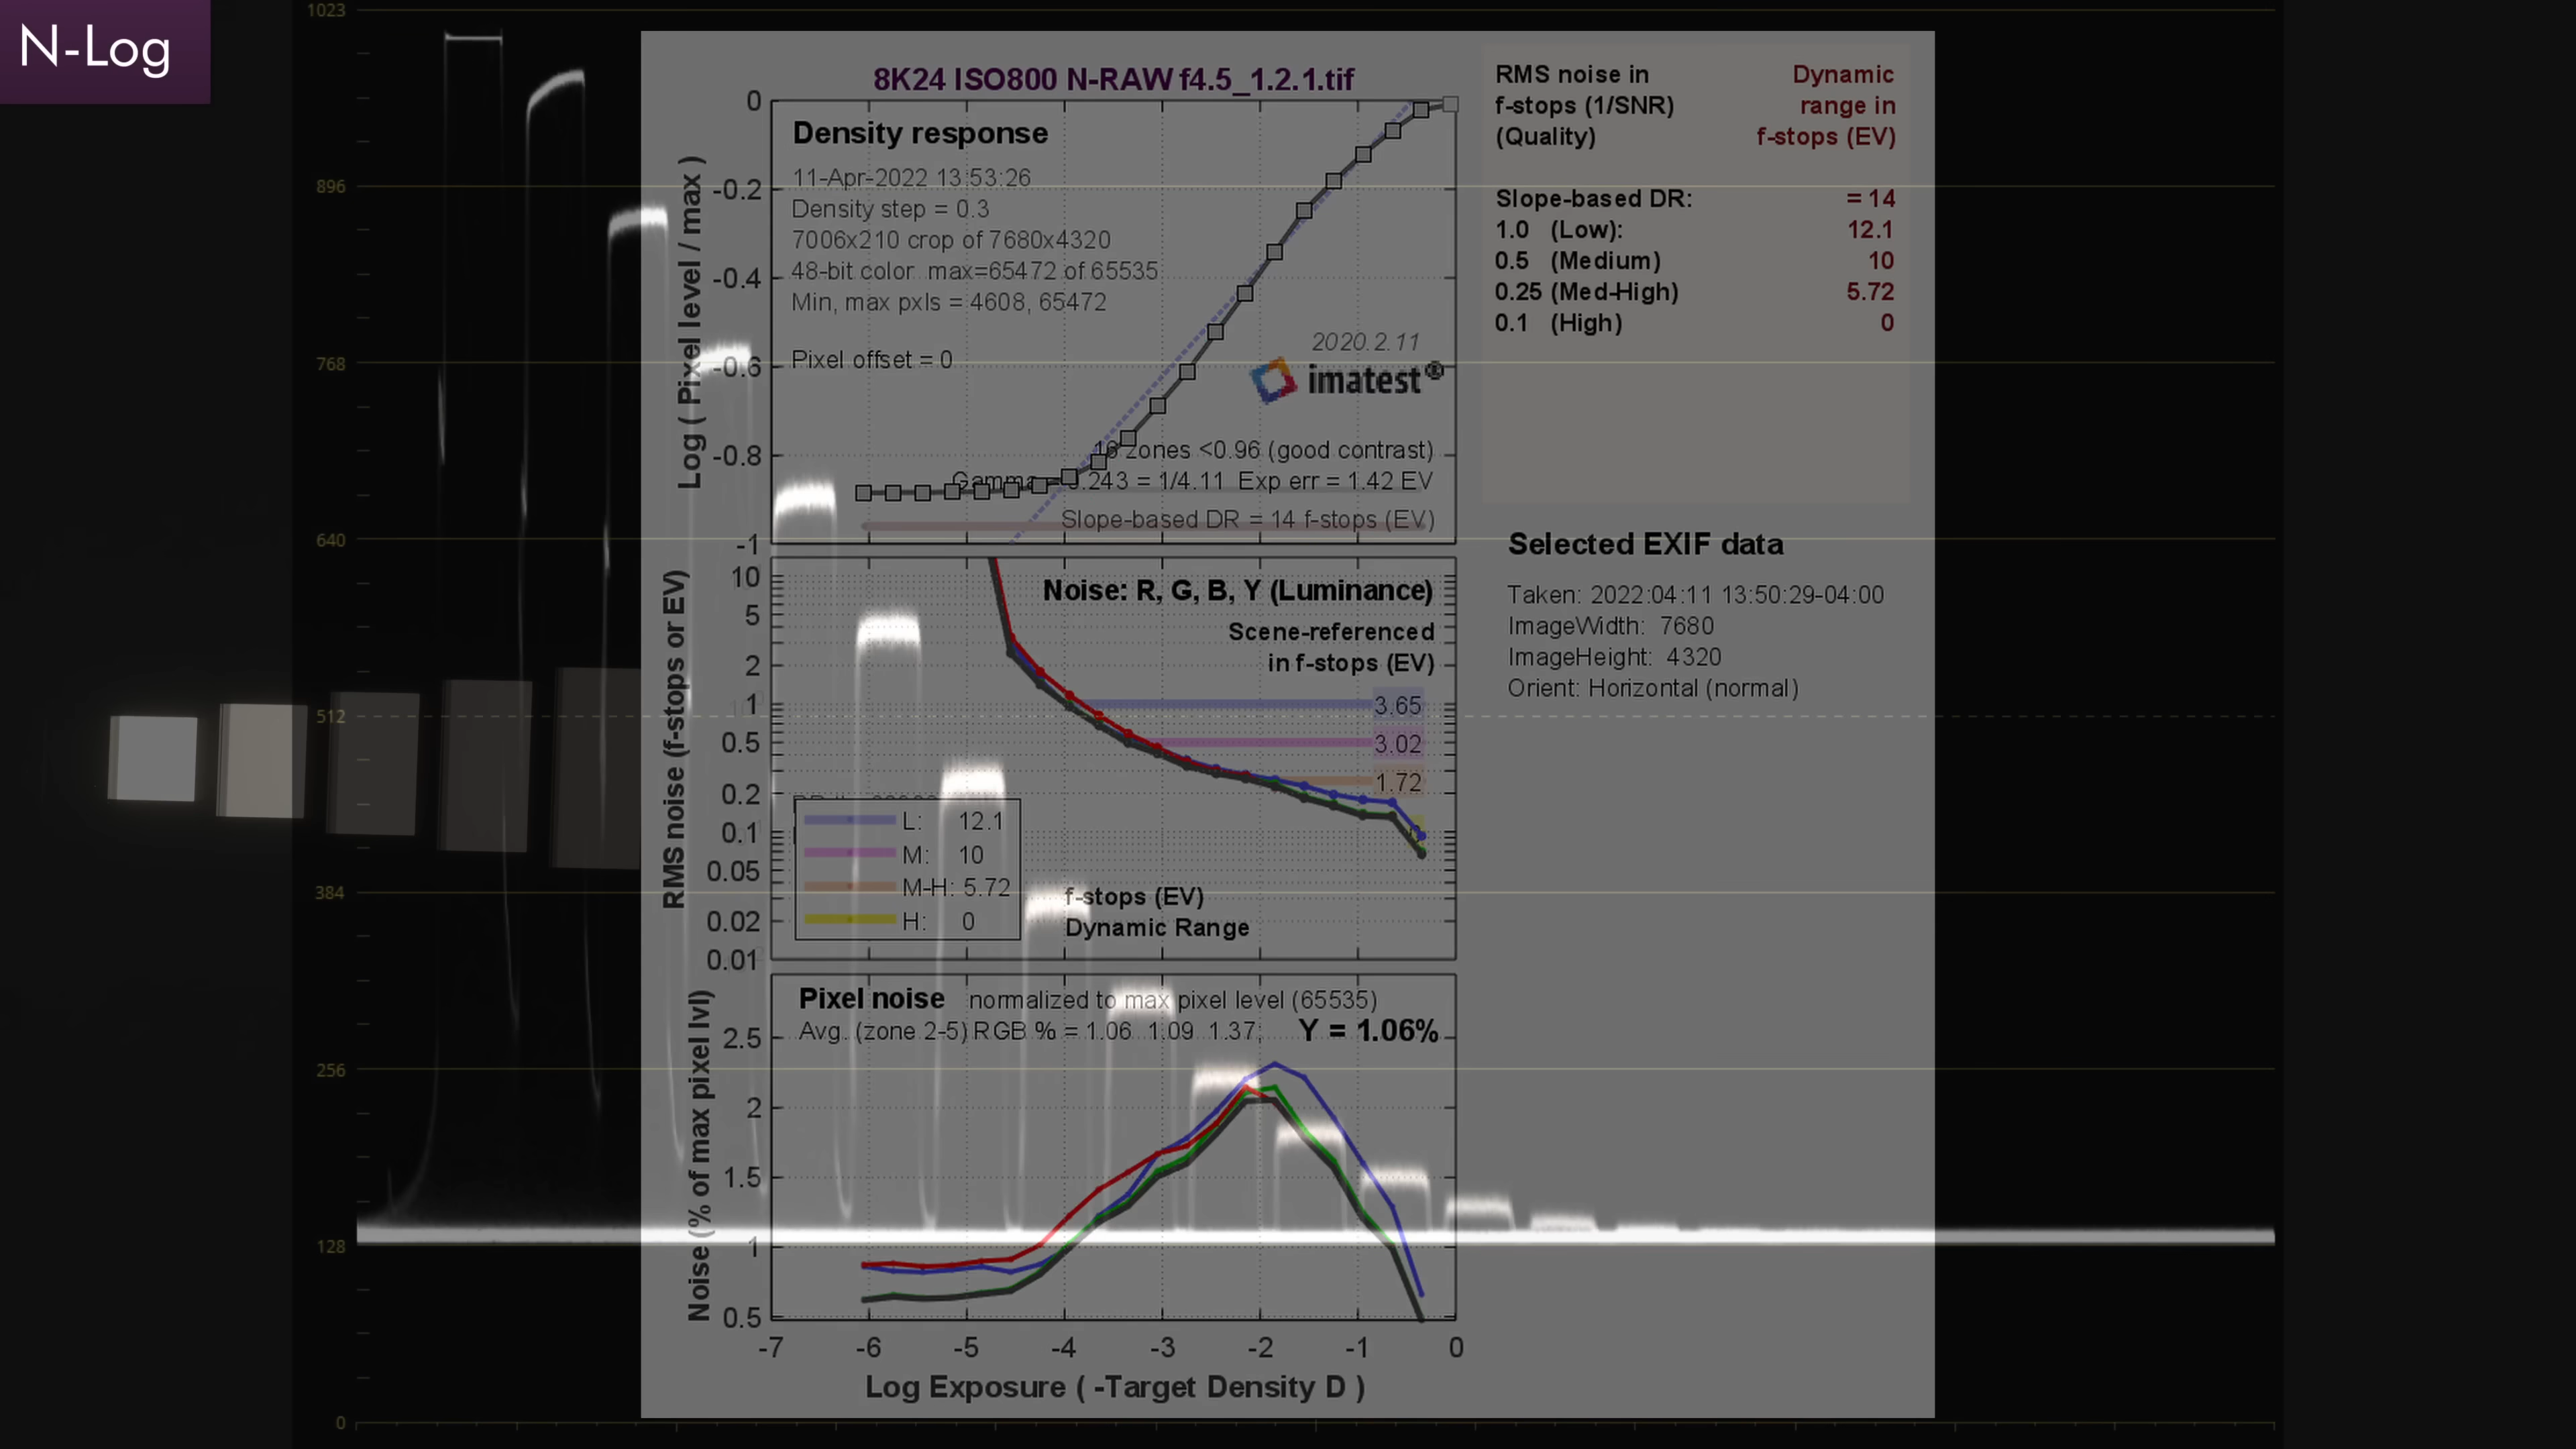 N-Log
1023
896
768
640
512
384
256
128
0
8K24 ISO800 N-RAW f4.5_1.2.1.tif
Log ( Pixel level / max )
0
-0.2
-0.4
-0.6
-0.8
-1
Density response
11-Apr-2022 13:53:26
Density step = 0.3
7006x210 crop of 7680x4320
48-bit color max=65472 of 65535
Min, max pxls = 4608, 65472
Pixel offset = 0
2020.2.11
imatest®
zones <0.96 (good contrast)
Gamma = 0.243 = 1/4.11 Exp err = 1.42 EV
Slope-based DR = 14 f-stops (EV)
RMS noise (f-stops or EV)
10
5
2
1
0.5
0.2
0.1
0.05
0.02
0.01
Noise: R, G, B, Y (Luminance)
Scene-referenced
in f-stops (EV)
3.65
3.02
1.72
L: 12.1
M: 10
M-H: 5.72
H: 0
f-stops (EV)
Dynamic Range
Noise (% of max pixel lvl)
2.5
2
1.5
1
0.5
Pixel noise normalized to max pixel level (65535)
Avg. (zone 2-5) RGB % = 1.06 1.09 1.37; Y = 1.06%
-7 -6 -5 -4 -3 -2 -1 0
Log Exposure ( -Target Density D )
RMS noise in Dynamic
f-stops (1/SNR) range in
(Quality) f-stops (EV)
Slope-based DR: = 14
1.0 (Low): 12.1
0.5 (Medium) 10
0.25 (Med-High) 5.72
0.1 (High) 0
Selected EXIF data
Taken: 2022:04:11 13:50:29-04:00
ImageWidth: 7680
ImageHeight: 4320
Orient: Horizontal (normal)